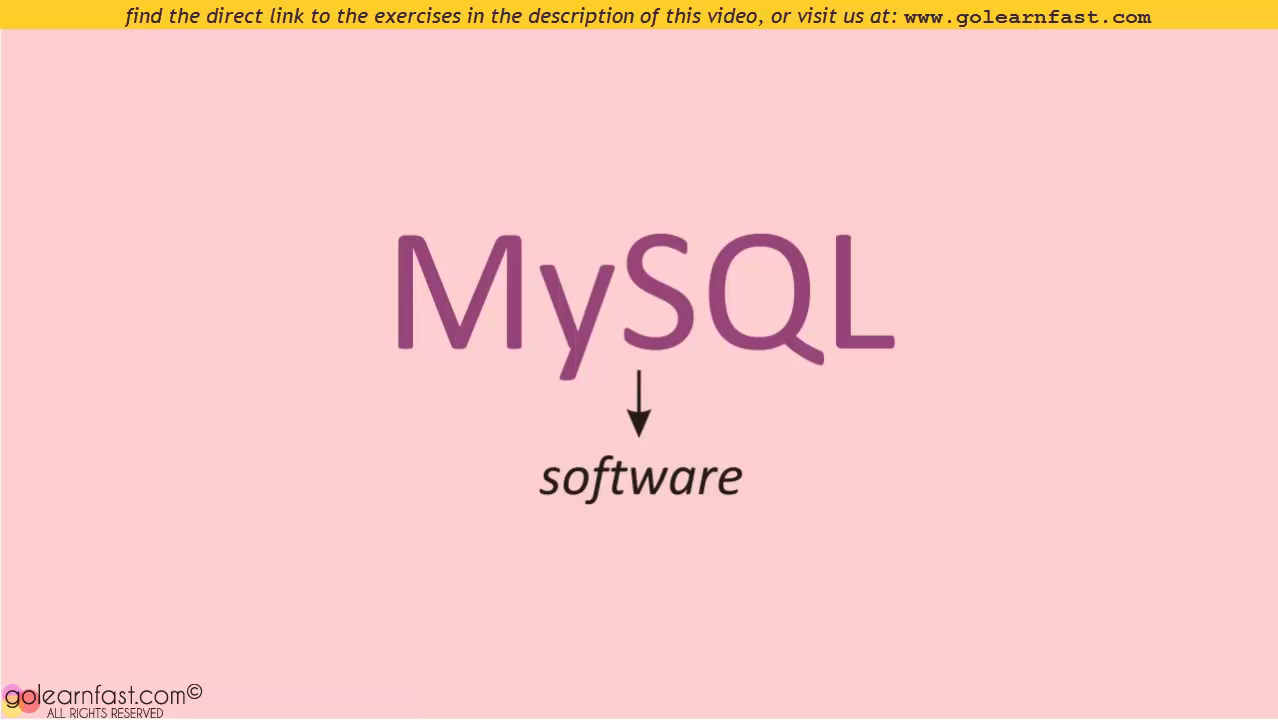 find the direct link to the exercises in the description of this video, or visit us at: www.golearnfast.com
MySQL
software
golearnfast.com©
ALL RIGHTS RESERVED